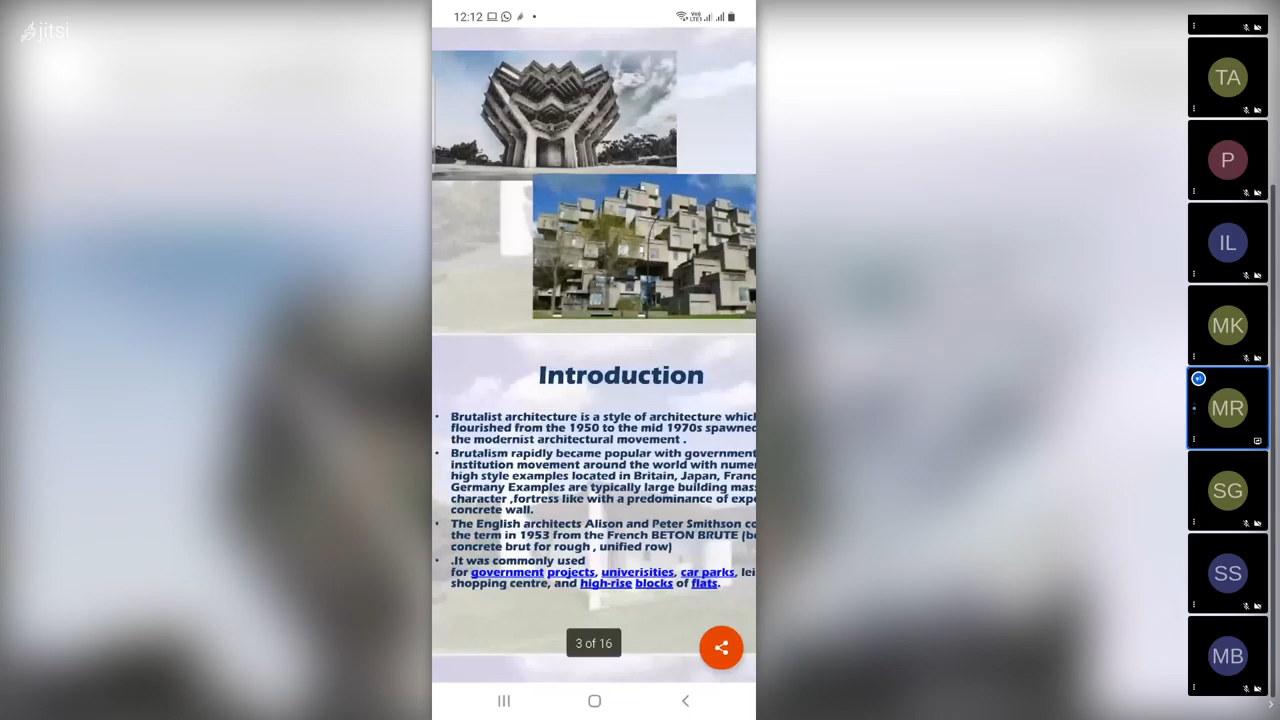 jitsi
12:12
VoLTE1
Introduction
• Brutalist architecture is a style of architecture which
flourished from the 1950 to the mid 1970s spawned
the modernist architectural movement .
• Brutalism rapidly became popular with government
institution movement around the world with numer
high style examples located in Britain, Japan, Franc
Germany Examples are typically large building mass
character ,fortress like with a predominance of expo
concrete wall.
• The English architects Alison and Peter Smithson co
the term in 1953 from the French BETON BRUTE (be
concrete brut for rough , unified row)
• .It was commonly used
for government projects, univerisities, car parks, lei
shopping centre, and high-rise blocks of flats.
3 of 16
TA
P
IL
MK
MR
SG
SS
MB